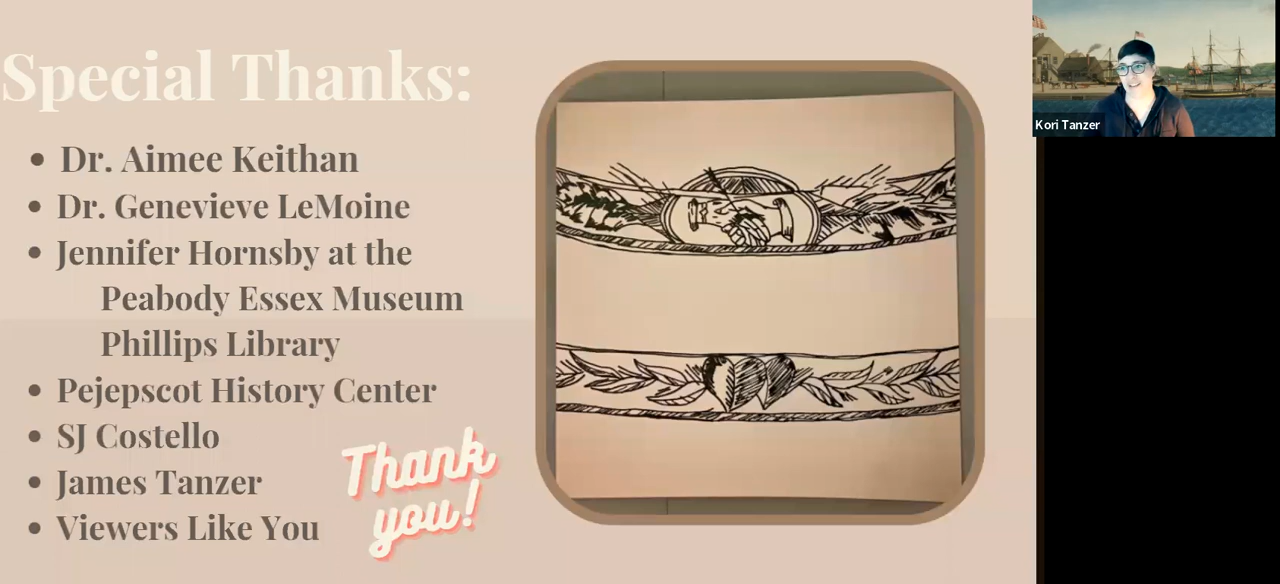 Special Thanks:
Dr. Aimee Keithan
Dr. Genevieve LeMoine
Jennifer Hornsby at the
Peabody Essex Museum
Phillips Library
Pejepscot History Center
SJ Costello
James Tanzer
Viewers Like You
Thank
you!
Kori Tanzer